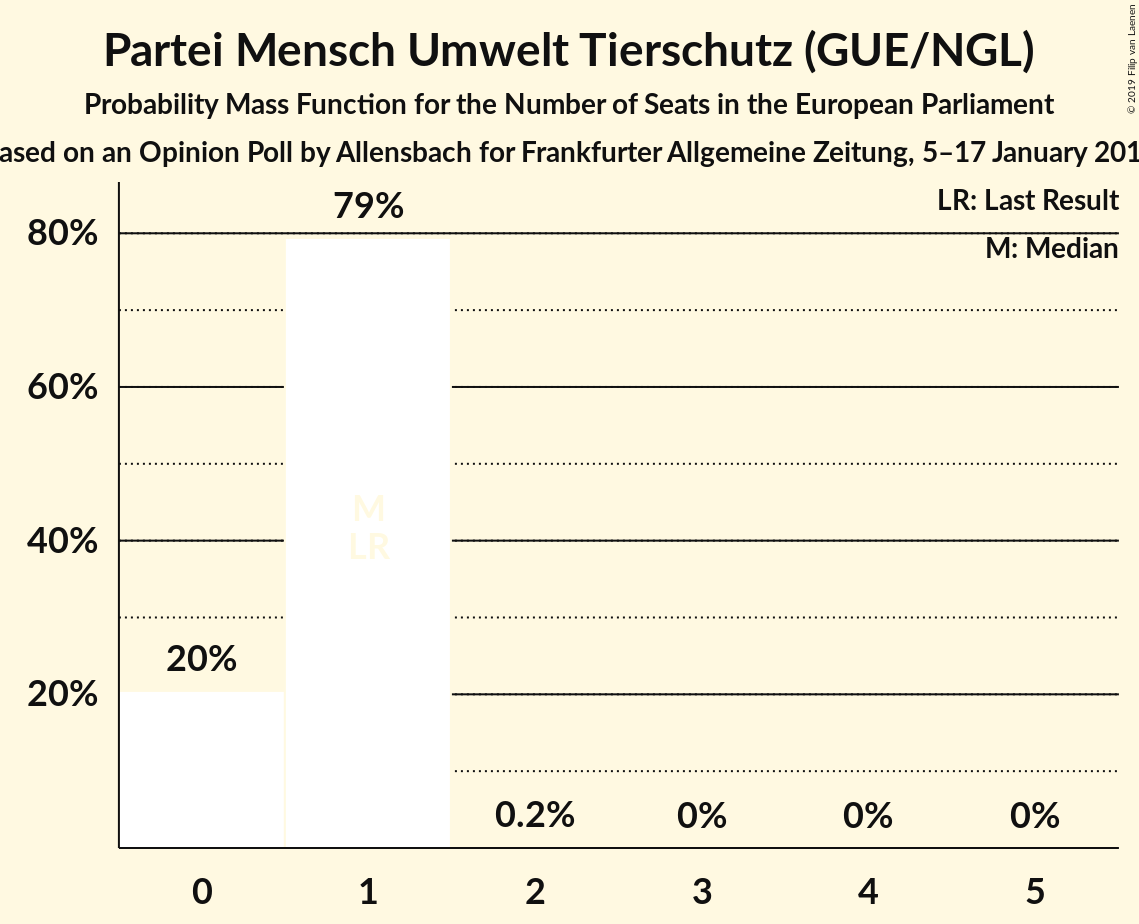 Partei Mensch Umwelt Tierschutz (GUE/NGL)
Probability Mass Function for the Number of Seats in the European Parliament
ased on an Opinion Poll by Allensbach for Frankfurter Allgemeine Zeitung, 5–17 January 201
© 2019 Filip van Laenen
LR: Last Result
M: Median
80%
60%
40%
20%
20%
79%
M
LR
0.2%
0%
0%
0%
0 1 2 3 4 5